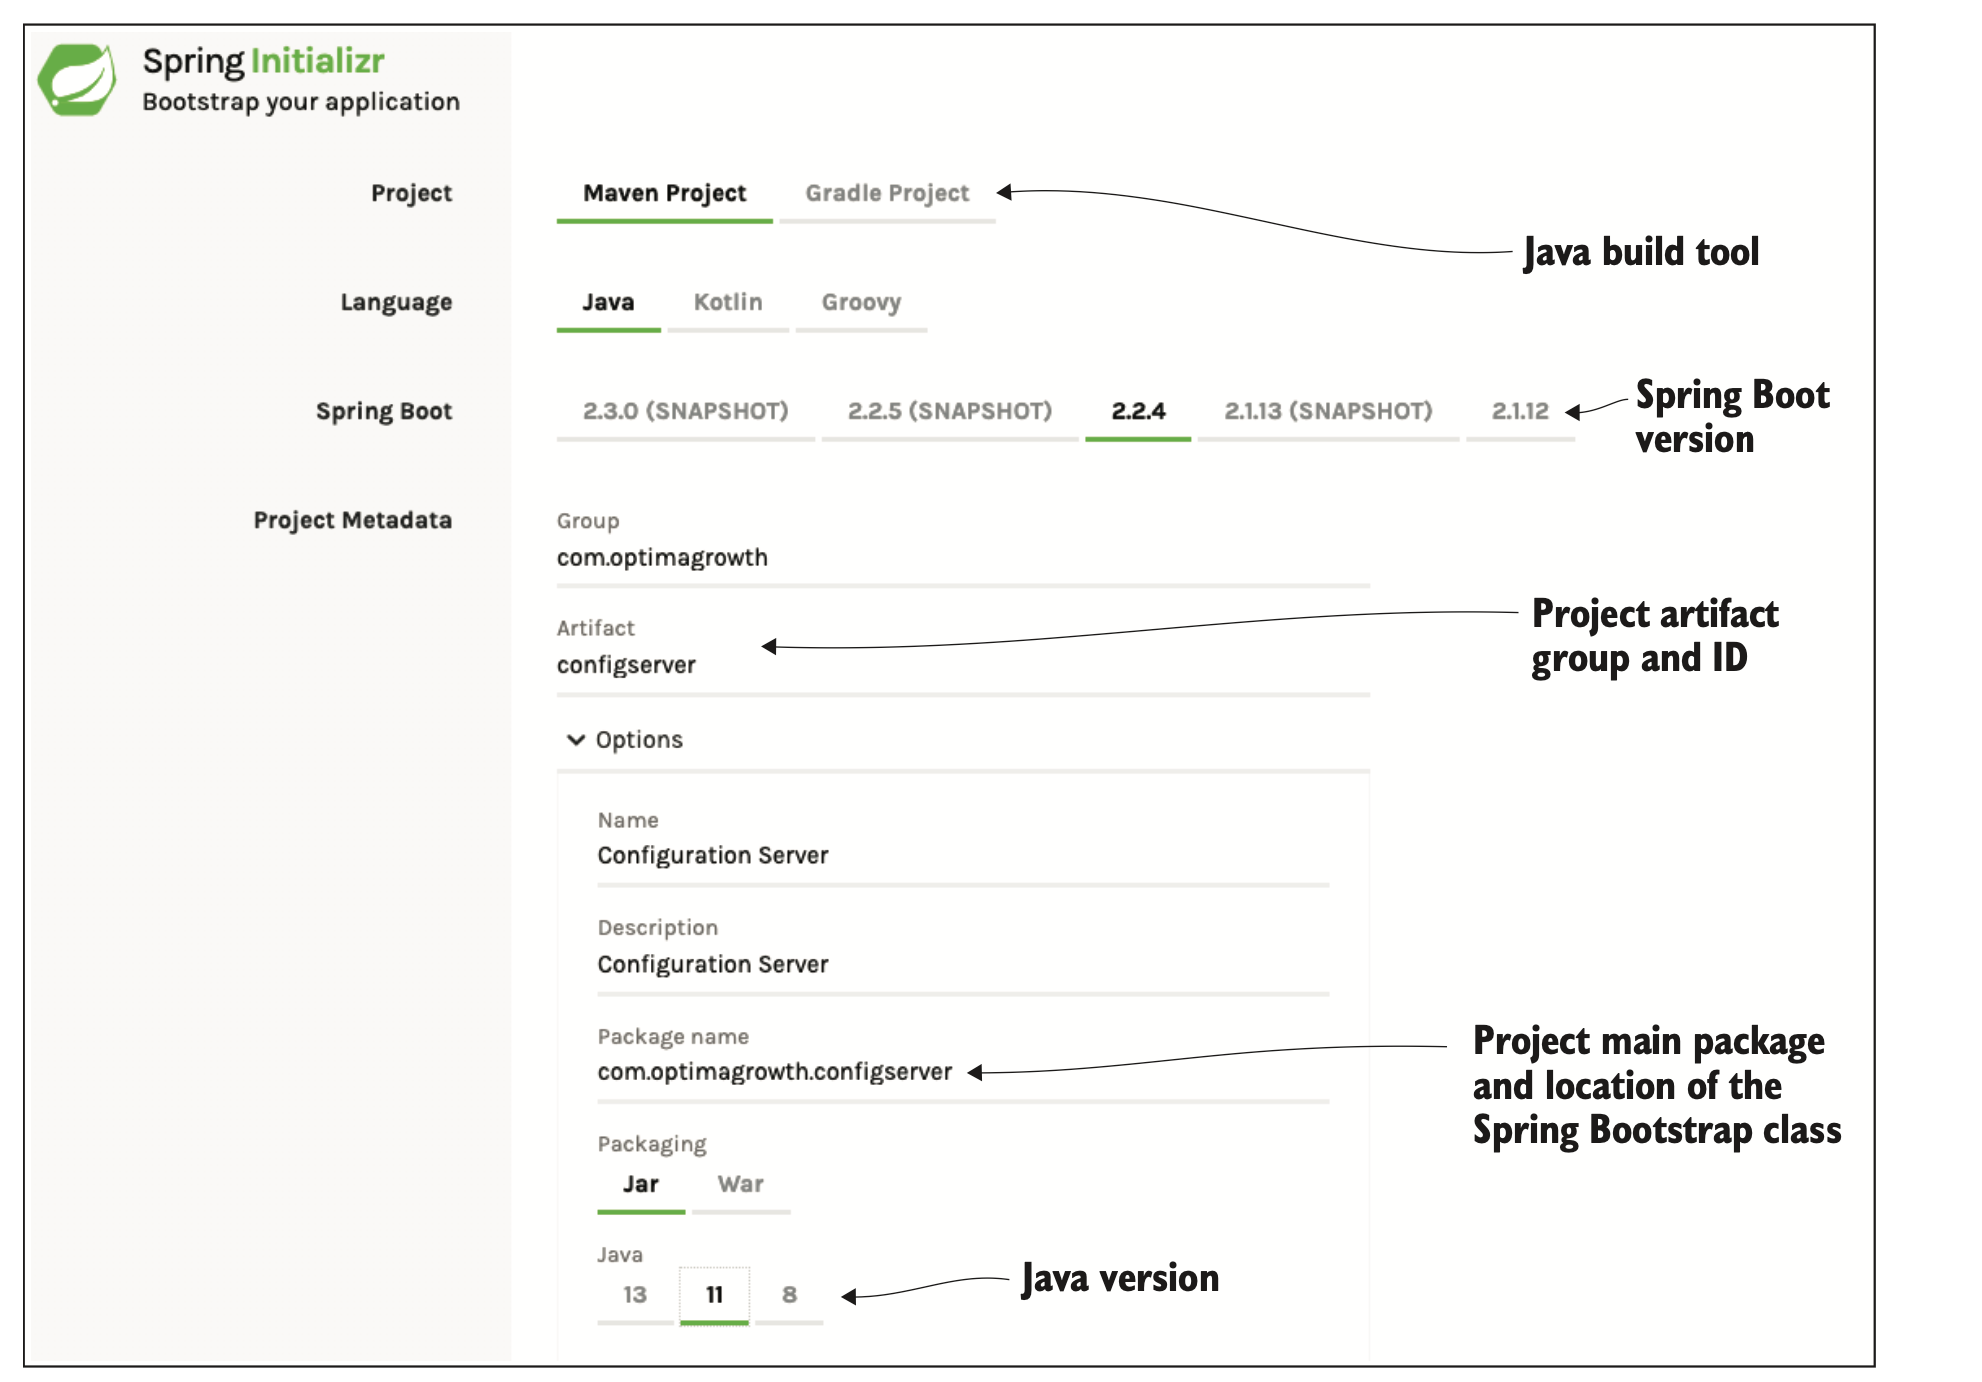 Spring Initializr
Bootstrap your application
Project
Maven Project Gradle Project
Java build tool
Language
Java Kotlin Groovy
Spring Boot
2.3.0 (SNAPSHOT) 2.2.5 (SNAPSHOT) 2.2.4 2.1.13 (SNAPSHOT) 2.1.12
Spring Boot
version
Project Metadata
Group
com.optimagrowth
Artifact
configserver
Project artifact
group and ID
Options
Name
Configuration Server
Description
Configuration Server
Package name
com.optimagrowth.configserver
Project main package
and location of the
Spring Bootstrap class
Packaging
Jar War
Java
13 11 8
Java version